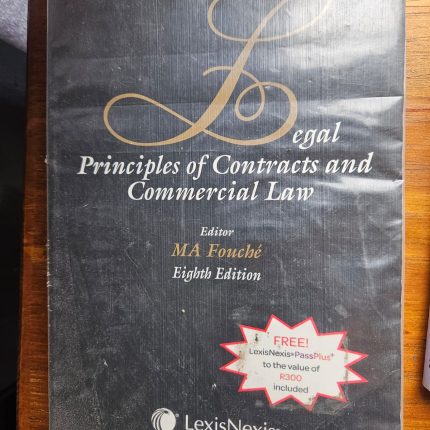 Legal
Principles of Contracts and
Commercial Law
Editor
MA Fouché
Eighth Edition
FREE!
LexisNexis®PassPlus®
to the value of
R300
included
LexisNexis